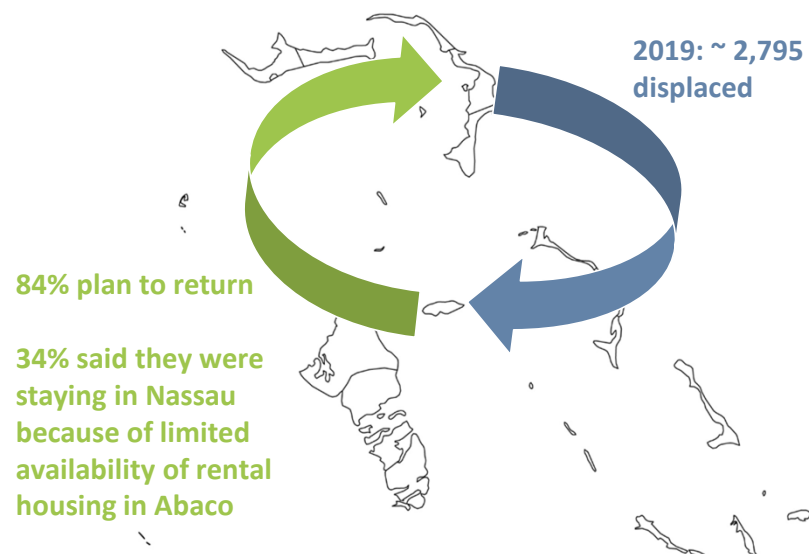 2019: ~ 2,795
displaced
84% plan to return
34% said they were
staying in Nassau
because of limited
availability of rental
housing in Abaco